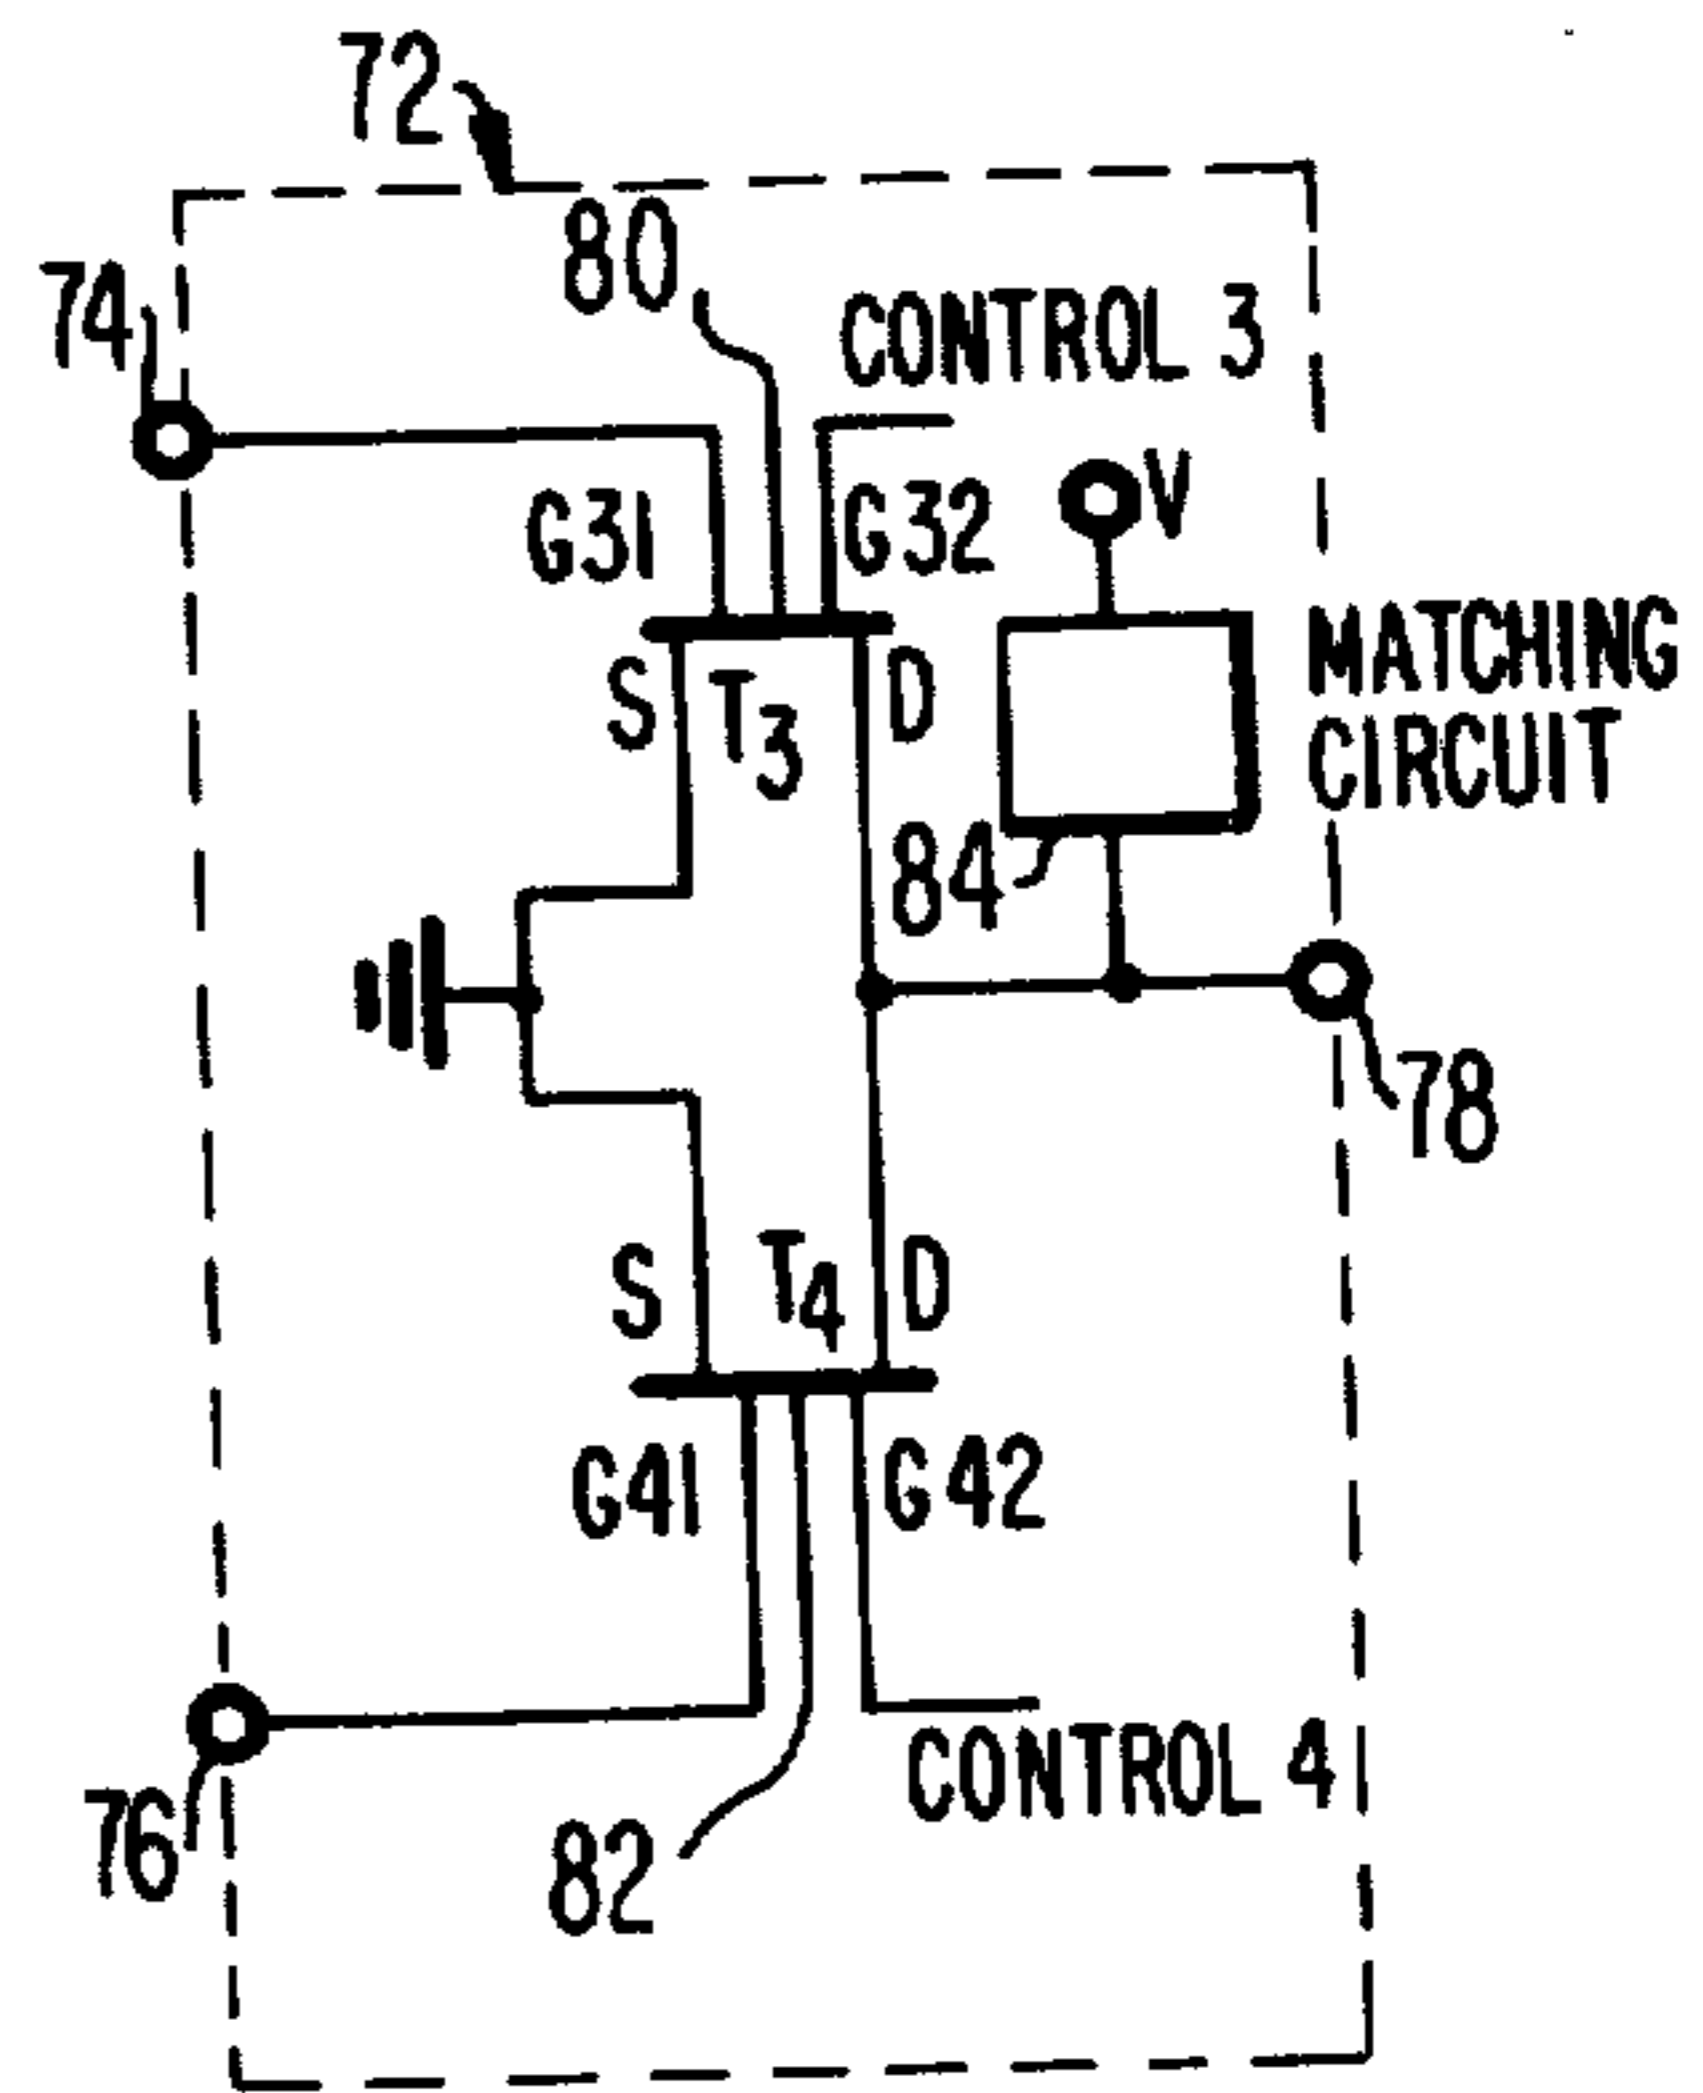 72
80
74
CONTROL 3
V
G31
G32
MATCHING
CIRCUIT
S
T3
D
84
78
S
T4
D
G41
G42
CONTROL 4
76
82